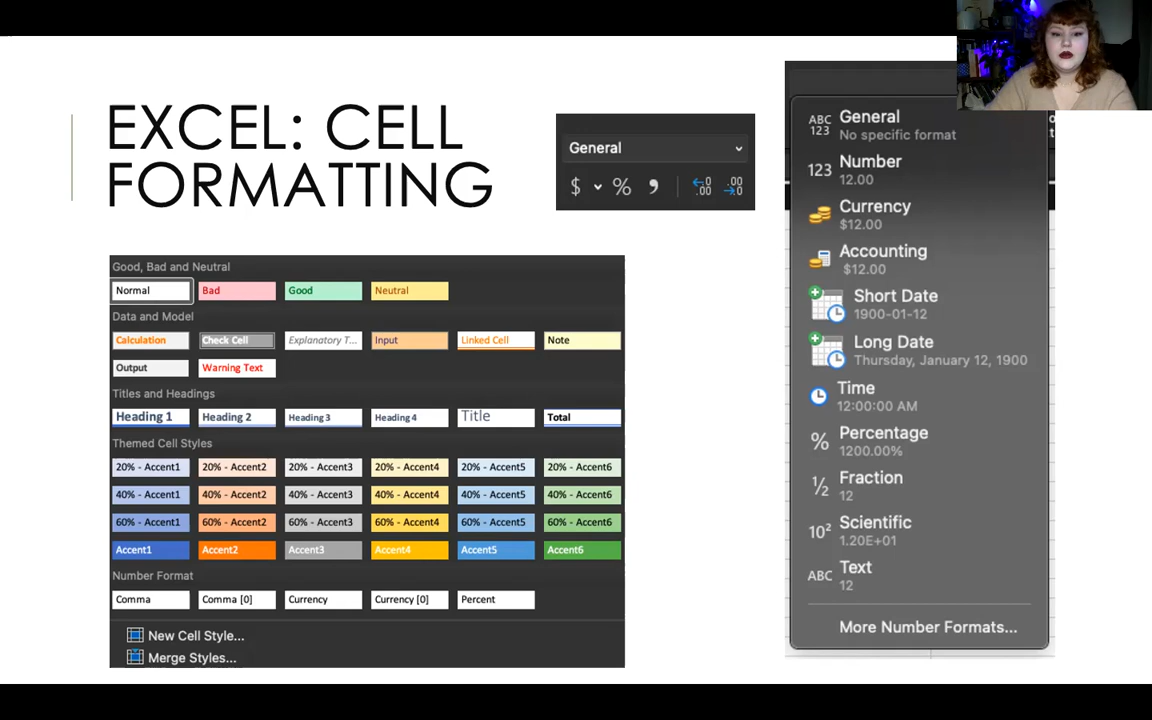 EXCEL: CELL
FORMATTING
General
$ % , ←0 .00 .00 →0
Good, Bad and Neutral
Normal Bad Good Neutral
Data and Model
Calculation Check Cell Explanatory T... Input Linked Cell Note
Output Warning Text
Titles and Headings
Heading 1 Heading 2 Heading 3 Heading 4 Title Total
Themed Cell Styles
20% - Accent1 20% - Accent2 20% - Accent3 20% - Accent4 20% - Accent5 20% - Accent6
40% - Accent1 40% - Accent2 40% - Accent3 40% - Accent4 40% - Accent5 40% - Accent6
60% - Accent1 60% - Accent2 60% - Accent3 60% - Accent4 60% - Accent5 60% - Accent6
Accent1 Accent2 Accent3 Accent4 Accent5 Accent6
Number Format
Comma Comma [0] Currency Currency [0] Percent
New Cell Style...
Merge Styles...
ABC 123 General
No specific format
123 Number
12.00
Currency
$12.00
Accounting
$12.00
Short Date
1900-01-12
Long Date
Thursday, January 12, 1900
Time
12:00:00 AM
% Percentage
1200.00%
½ Fraction
12
10² Scientific
1.20E+01
ABC Text
12
More Number Formats...